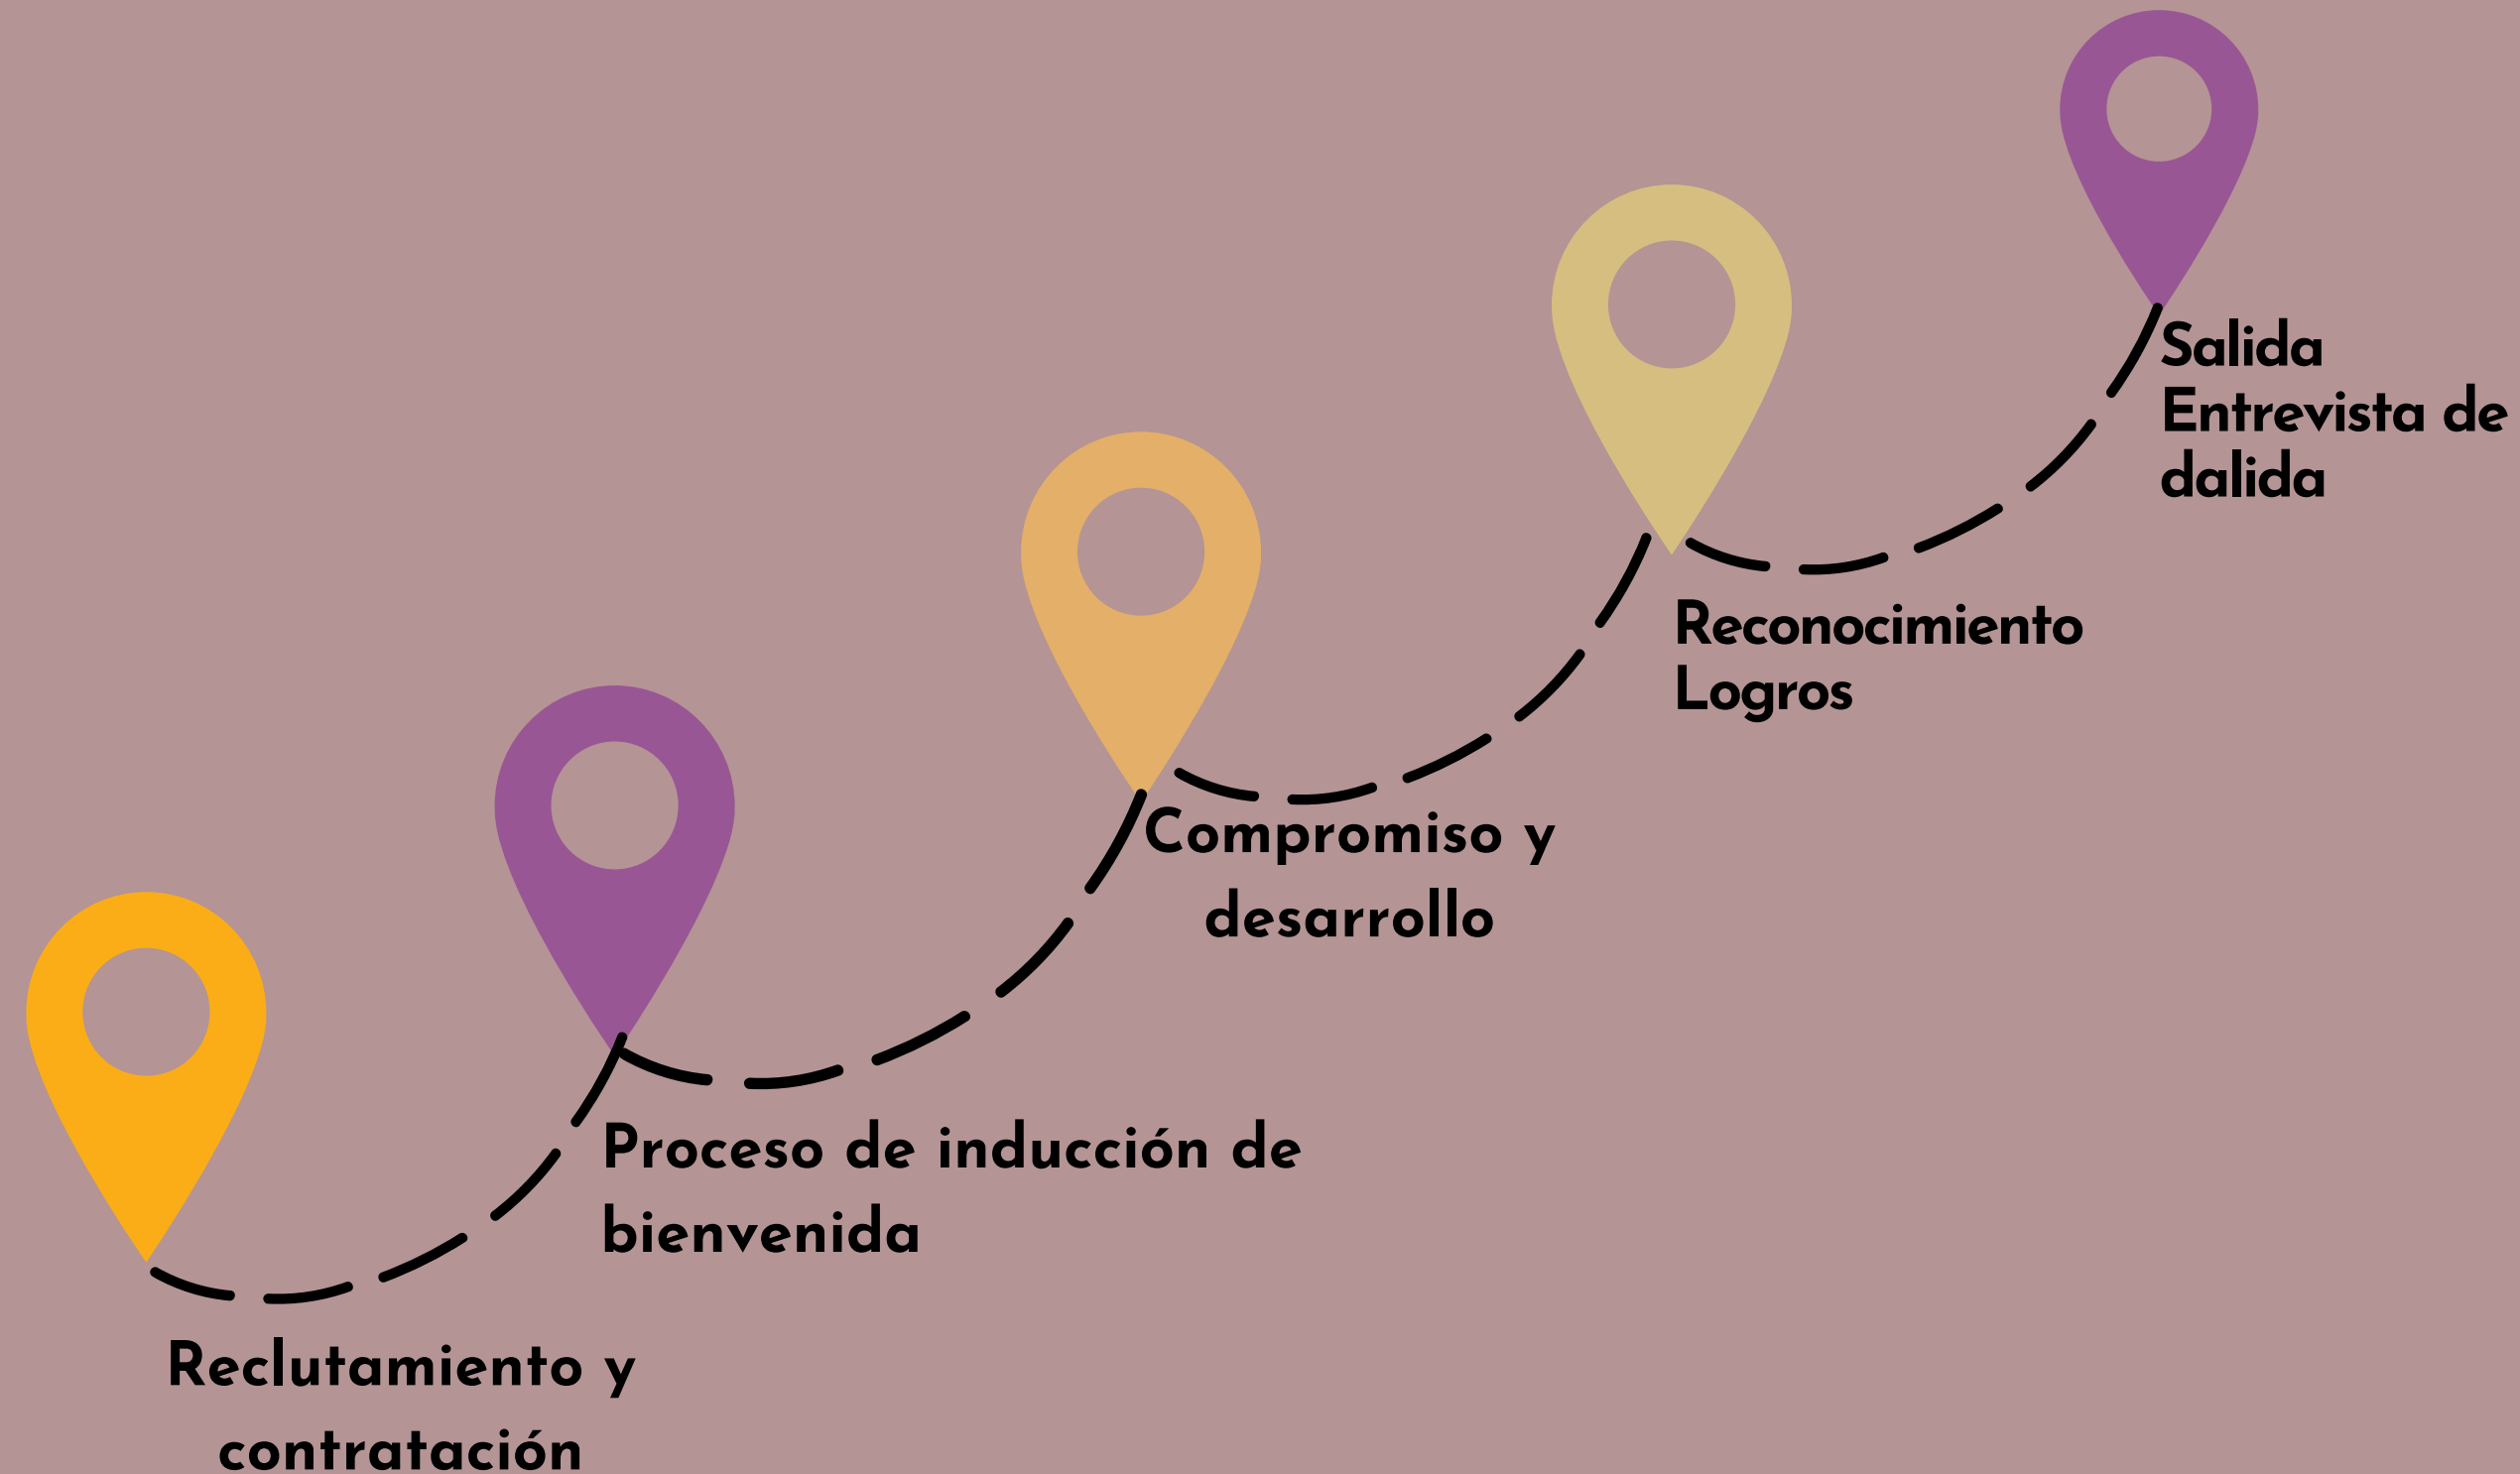 Salida
Entrevista de
dalida
Reconocimiento
Logros
Compromiso y
desarrollo
Proceso de inducción de
bienvenida
Reclutamiento y
contratación